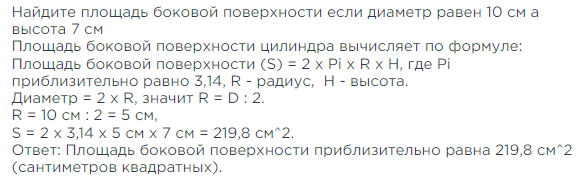 Найдите площадь боковой поверхности если диаметр равен 10 см а
высота 7 см
Площадь боковой поверхности цилиндра вычисляет по формуле:
Площадь боковой поверхности (S) = 2 x Pi x R x H, где Pi
приблизительно равно 3,14, R - радиус,  H - высота.
Диаметр = 2 x R, значит R = D : 2.
R = 10 см : 2 = 5 см,
S = 2 x 3,14 x 5 см x 7 см = 219,8 см^2.
Ответ: Площадь боковой поверхности приблизительно равна 219,8 см^2
(сантиметров квадратных).